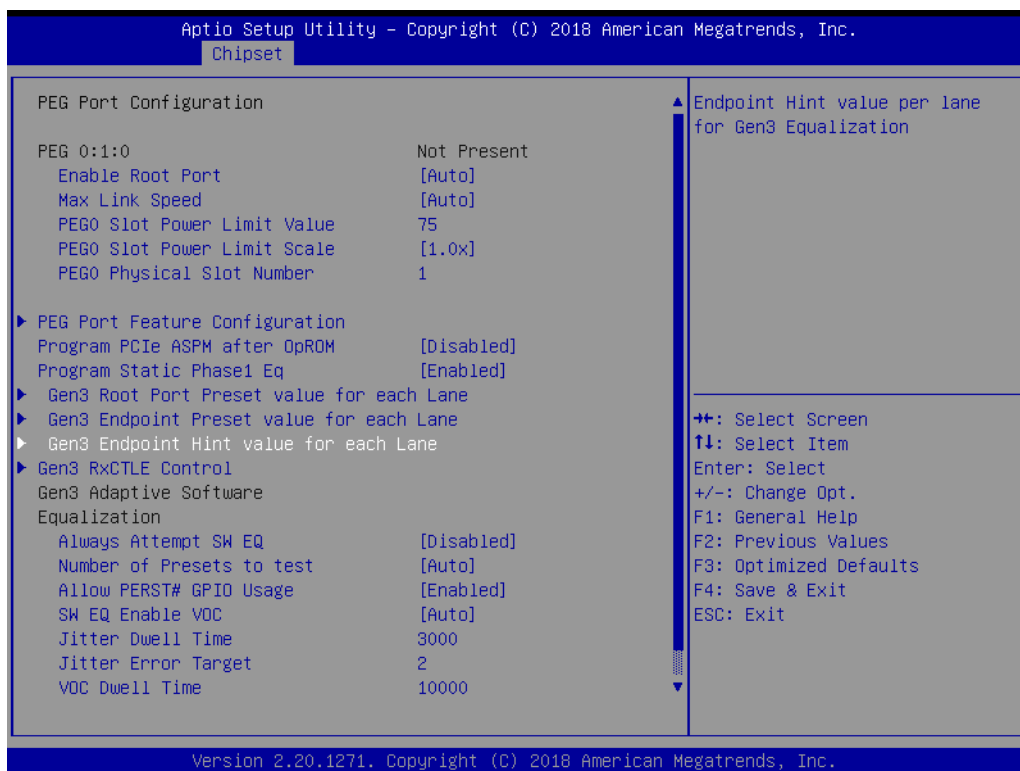 Aptio Setup Utility – Copyright (C) 2018 American Megatrends, Inc.
Chipset
PEG Port Configuration
PEG 0:1:0 Not Present
Enable Root Port [Auto]
Max Link Speed [Auto]
PEG0 Slot Power Limit Value 75
PEG0 Slot Power Limit Scale [1.0x]
PEG0 Physical Slot Number 1
PEG Port Feature Configuration
Program PCIe ASPM after OpROM [Disabled]
Program Static Phase1 Eq [Enabled]
Gen3 Root Port Preset value for each Lane
Gen3 Endpoint Preset value for each Lane
Gen3 Endpoint Hint value for each Lane
Gen3 RxCTLE Control
Gen3 Adaptive Software
Equalization
Always Attempt SW EQ [Disabled]
Number of Presets to test [Auto]
Allow PERST# GPIO Usage [Enabled]
SW EQ Enable VOC [Auto]
Jitter Dwell Time 3000
Jitter Error Target 2
VOC Dwell Time 10000
Endpoint Hint value per lane
for Gen3 Equalization
→←: Select Screen
↑↓: Select Item
Enter: Select
+/-: Change Opt.
F1: General Help
F2: Previous Values
F3: Optimized Defaults
F4: Save & Exit
ESC: Exit
Version 2.20.1271. Copyright (C) 2018 American Megatrends, Inc.